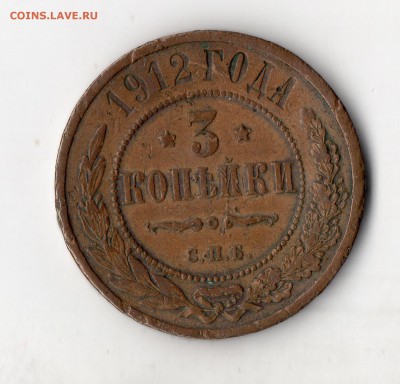 COINS.LAVE.RU
1912 ГОДА
3
КОПѢЙКИ
С.П.Б.